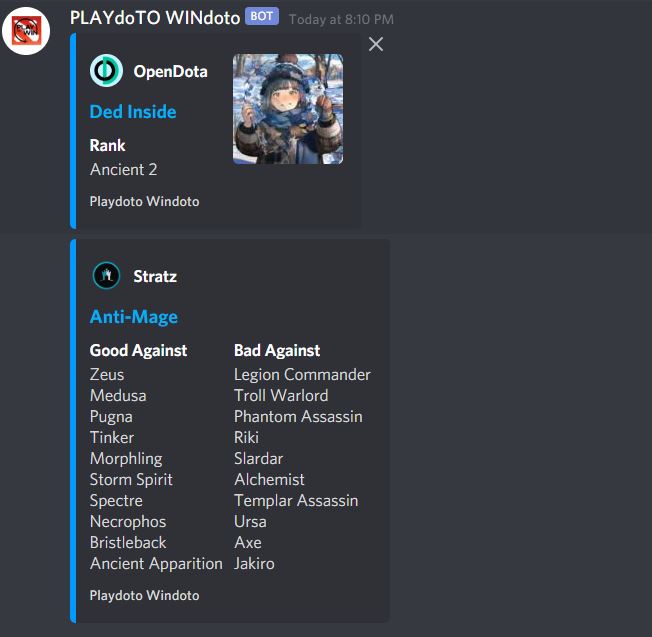 PLAYdoTO WINdoto BOT Today at 8:10 PM
PLAY
WIN
OpenDota
Ded Inside
Rank
Ancient 2
Playdoto Windoto
Stratz
Anti-Mage
Good Against Bad Against
Zeus Legion Commander
Medusa Troll Warlord
Pugna Phantom Assassin
Tinker Riki
Morphling Slardar
Storm Spirit Alchemist
Spectre Templar Assassin
Necrophos Ursa
Bristleback Axe
Ancient Apparition Jakiro
Playdoto Windoto